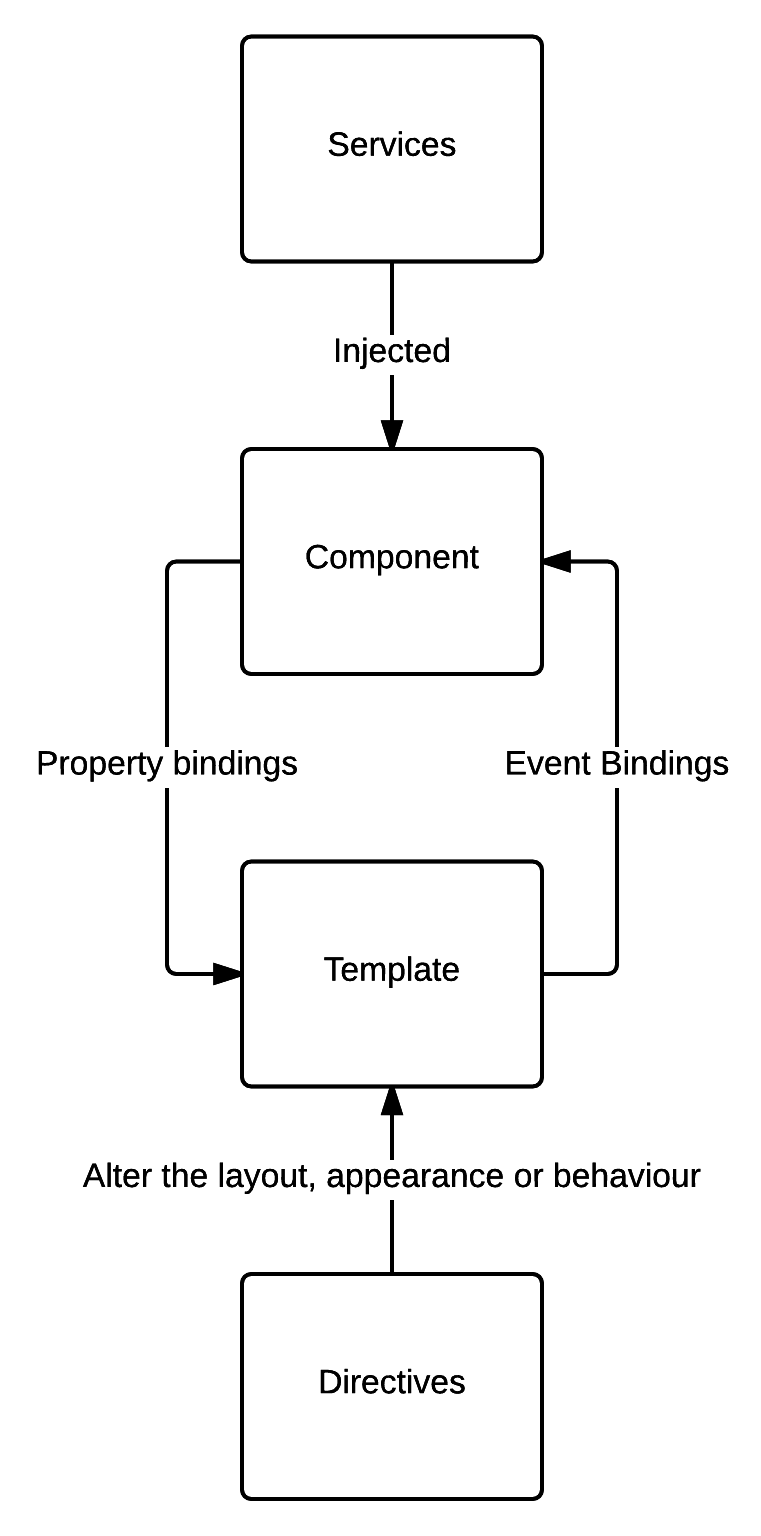 Services
Injected
Component
Property bindings
Event Bindings
Template
Alter the layout, appearance or behaviour
Directives